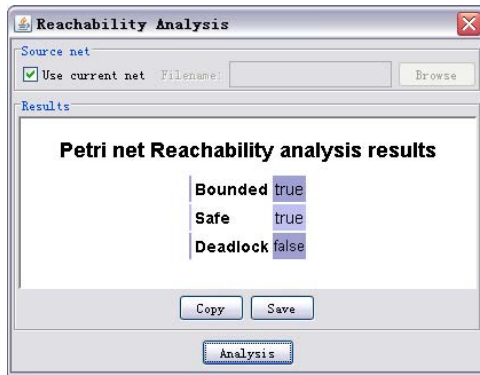 Reachability Analysis
Source net
Use current net Filename: Browse
Results
Petri net Reachability analysis results
Bounded true
Safe true
Deadlock false
Copy Save
Analysis